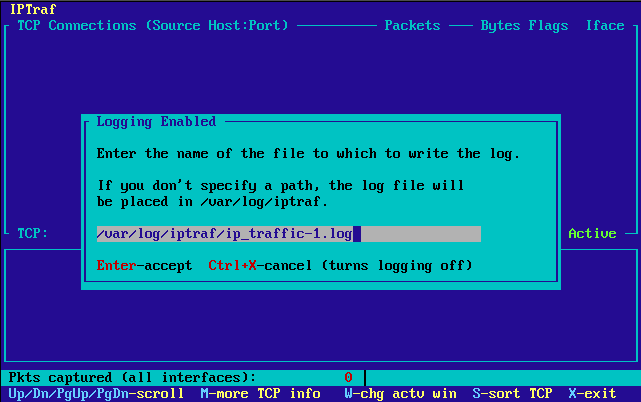 IPTraf
TCP Connections (Source Host:Port) Packets Bytes Flags Iface
Logging Enabled
Enter the name of the file to which to write the log.
If you don't specify a path, the log file will
be placed in /var/log/iptraf.
TCP: /var/log/iptraf/ip_traffic-1.log Active
Enter-accept Ctrl+X-cancel (turns logging off)
Pkts captured (all interfaces): 0
Up/Dn/PgUp/PgDn-scroll M-more TCP info W-chg actv win S-sort TCP X-exit